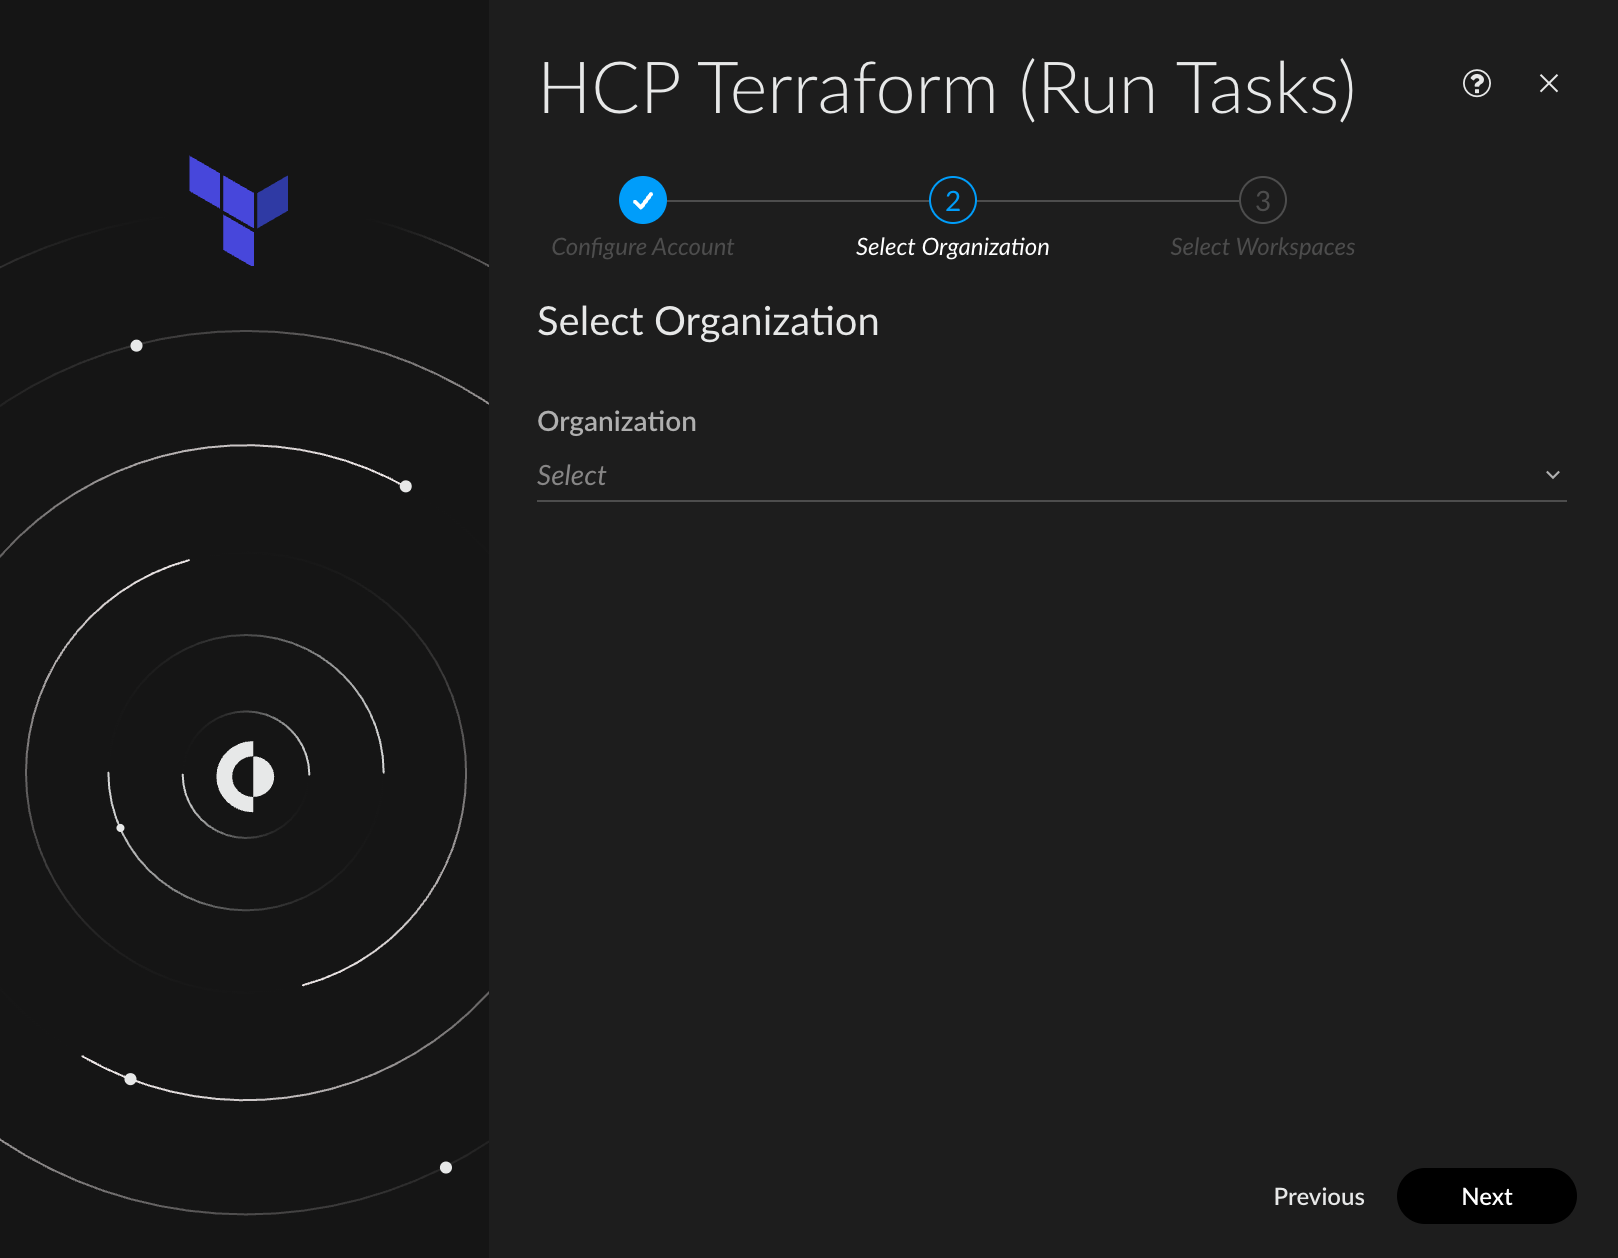 HCP Terraform (Run Tasks)
2
3
Configure Account
Select Organization
Select Workspaces
Select Organization
Organization
Select
Previous
Next